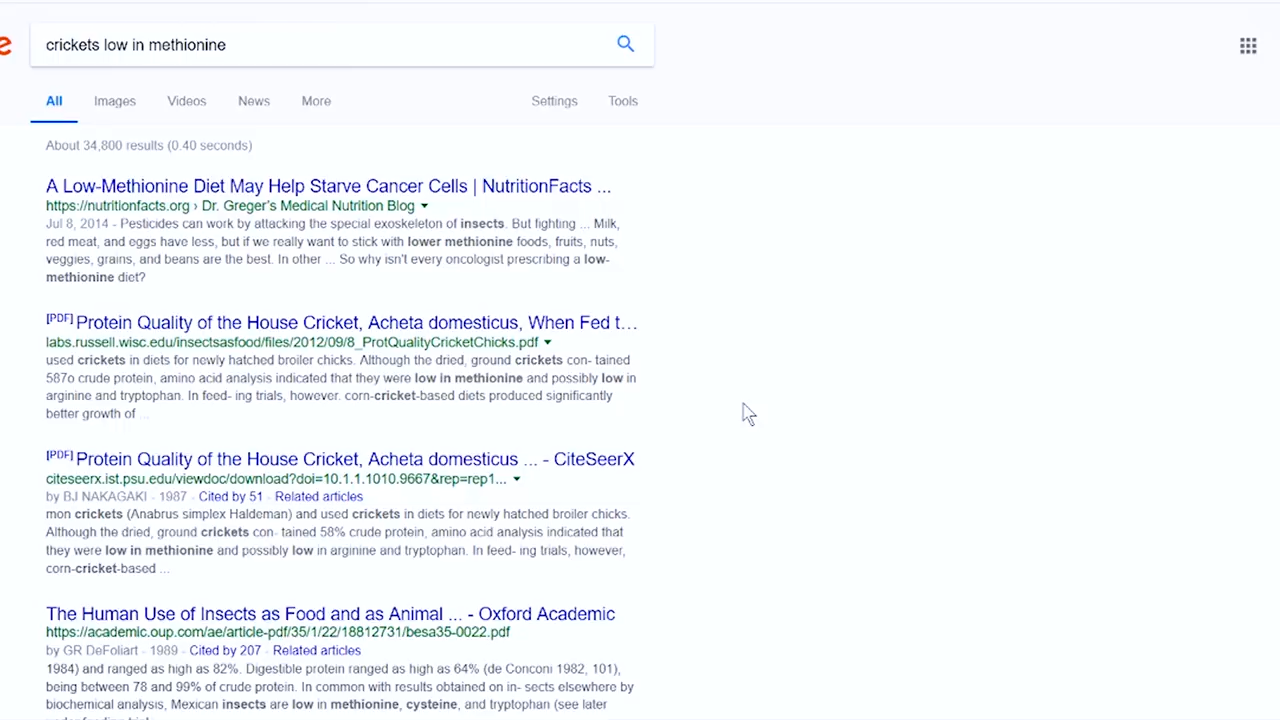 e
crickets low in methionine
All Images Videos News More Settings Tools
About 34,800 results (0.40 seconds)
A Low-Methionine Diet May Help Starve Cancer Cells | NutritionFacts ...
https://nutritionfacts.org › Dr. Greger's Medical Nutrition Blog
Jul 8, 2014 - Pesticides can work by attacking the special exoskeleton of insects. But fighting ... Milk,
red meat, and eggs have less, but if we really want to stick with lower methionine foods, fruits, nuts,
veggies, grains, and beans are the best. In other ... So why isn't every oncologist prescribing a low-
methionine diet?
[PDF] Protein Quality of the House Cricket, Acheta domesticus, When Fed t...
labs.russell.wisc.edu/insectsasfood/files/2012/09/8_ProtQualityCricketChicks.pdf
used crickets in diets for newly hatched broiler chicks. Although the dried, ground crickets con- tained
587o crude protein, amino acid analysis indicated that they were low in methionine and possibly low in
arginine and tryptophan. In feed- ing trials, however. corn-cricket-based diets produced significantly
better growth of ...
[PDF] Protein Quality of the House Cricket, Acheta domesticus ... - CiteSeerX
citeseerx.ist.psu.edu/viewdoc/download?doi=10.1.1.1010.9667&rep=rep1...
by BJ NAKAGAKI - 1987 - Cited by 51 - Related articles
mon crickets (Anabrus simplex Haldeman) and used crickets in diets for newly hatched broiler chicks.
Although the dried, ground crickets con- tained 58% crude protein, amino acid analysis indicated that
they were low in methionine and possibly low in arginine and tryptophan. In feed- ing trials, however,
corn-cricket-based ...
The Human Use of Insects as Food and as Animal ... - Oxford Academic
https://academic.oup.com/ae/article-pdf/35/1/22/18812731/besa35-0022.pdf
by GR DeFoliart - 1989 - Cited by 207 - Related articles
1984) and ranged as high as 82%. Digestible protein ranged as high as 64% (de Conconi 1982, 101),
being between 78 and 99% of crude protein. In common with results obtained on in- sects elsewhere by
biochemical analysis, Mexican insects are low in methionine, cysteine, and tryptophan (see later